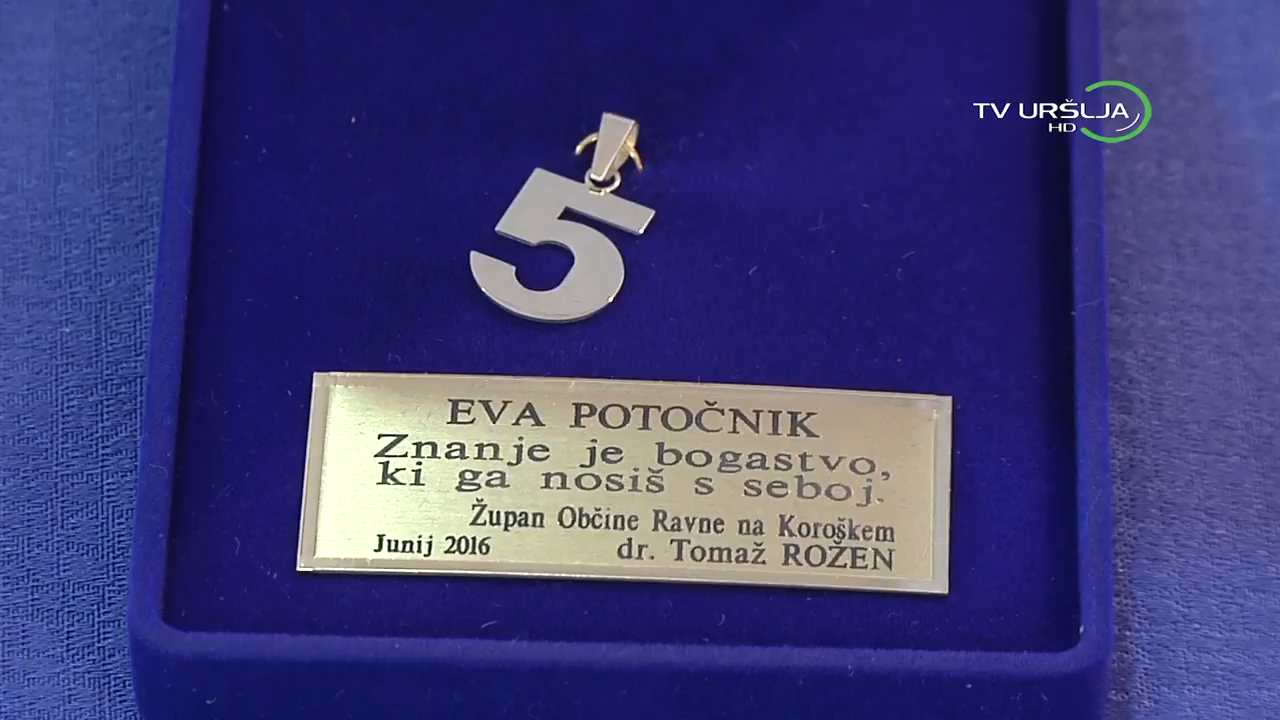 TV URŠLJA
HD
5
EVA POTOČNIK
Znanje je bogastvo,
ki ga nosiš s seboj.
Župan Občine Ravne na Koroškem
Junij 2016 dr. Tomaž ROŽEN